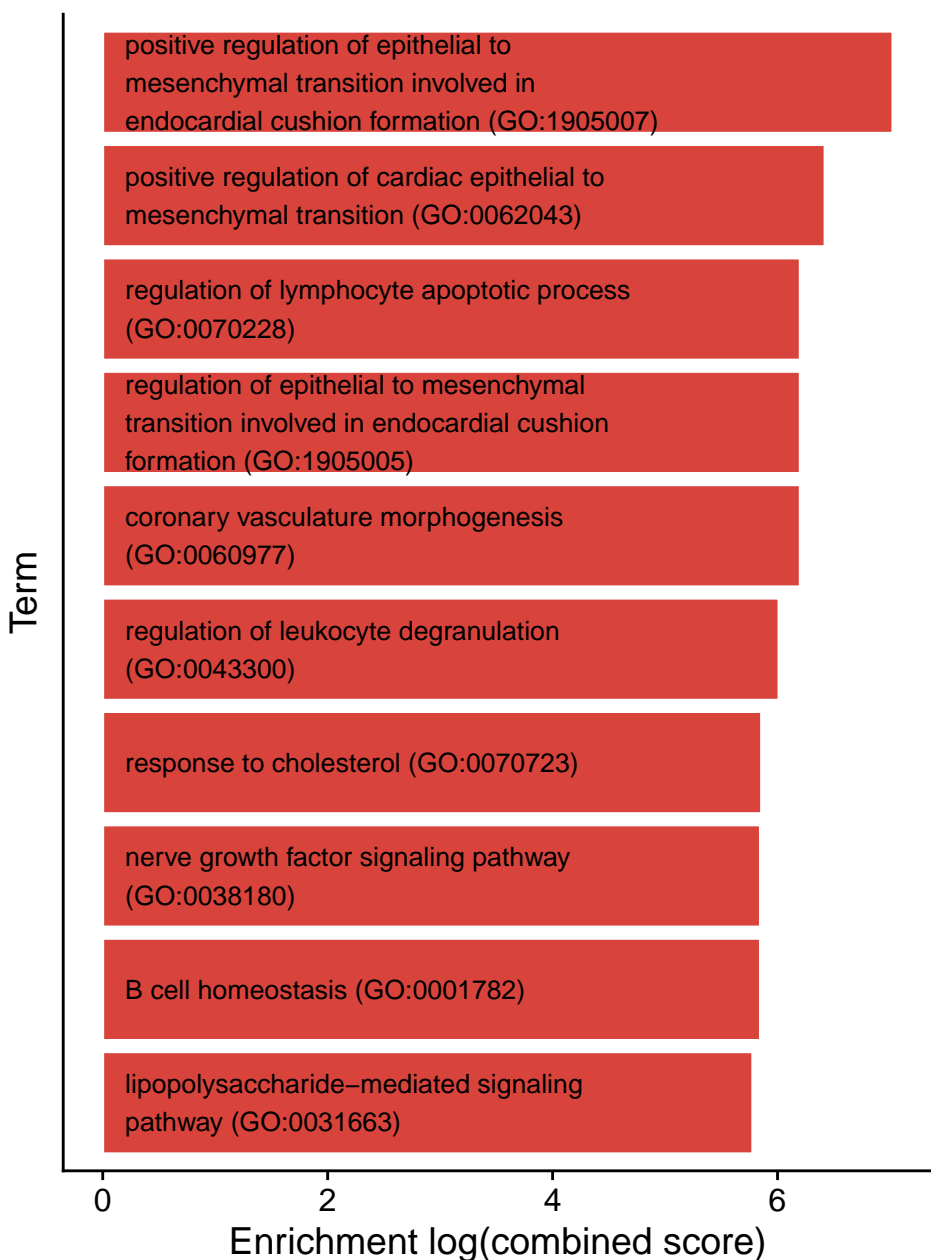 positive regulation of epithelial to
mesenchymal transition involved in
endocardial cushion formation (GO:1905007)
positive regulation of cardiac epithelial to
mesenchymal transition (GO:0062043)
regulation of lymphocyte apoptotic process
(GO:0070228)
regulation of epithelial to mesenchymal
transition involved in endocardial cushion
formation (GO:1905005)
coronary vasculature morphogenesis
(GO:0060977)
regulation of leukocyte degranulation
(GO:0043300)
response to cholesterol (GO:0070723)
nerve growth factor signaling pathway
(GO:0038180)
B cell homeostasis (GO:0001782)
lipopolysaccharide−mediated signaling
pathway (GO:0031663)
Term
0 2 4 6
Enrichment log(combined score)